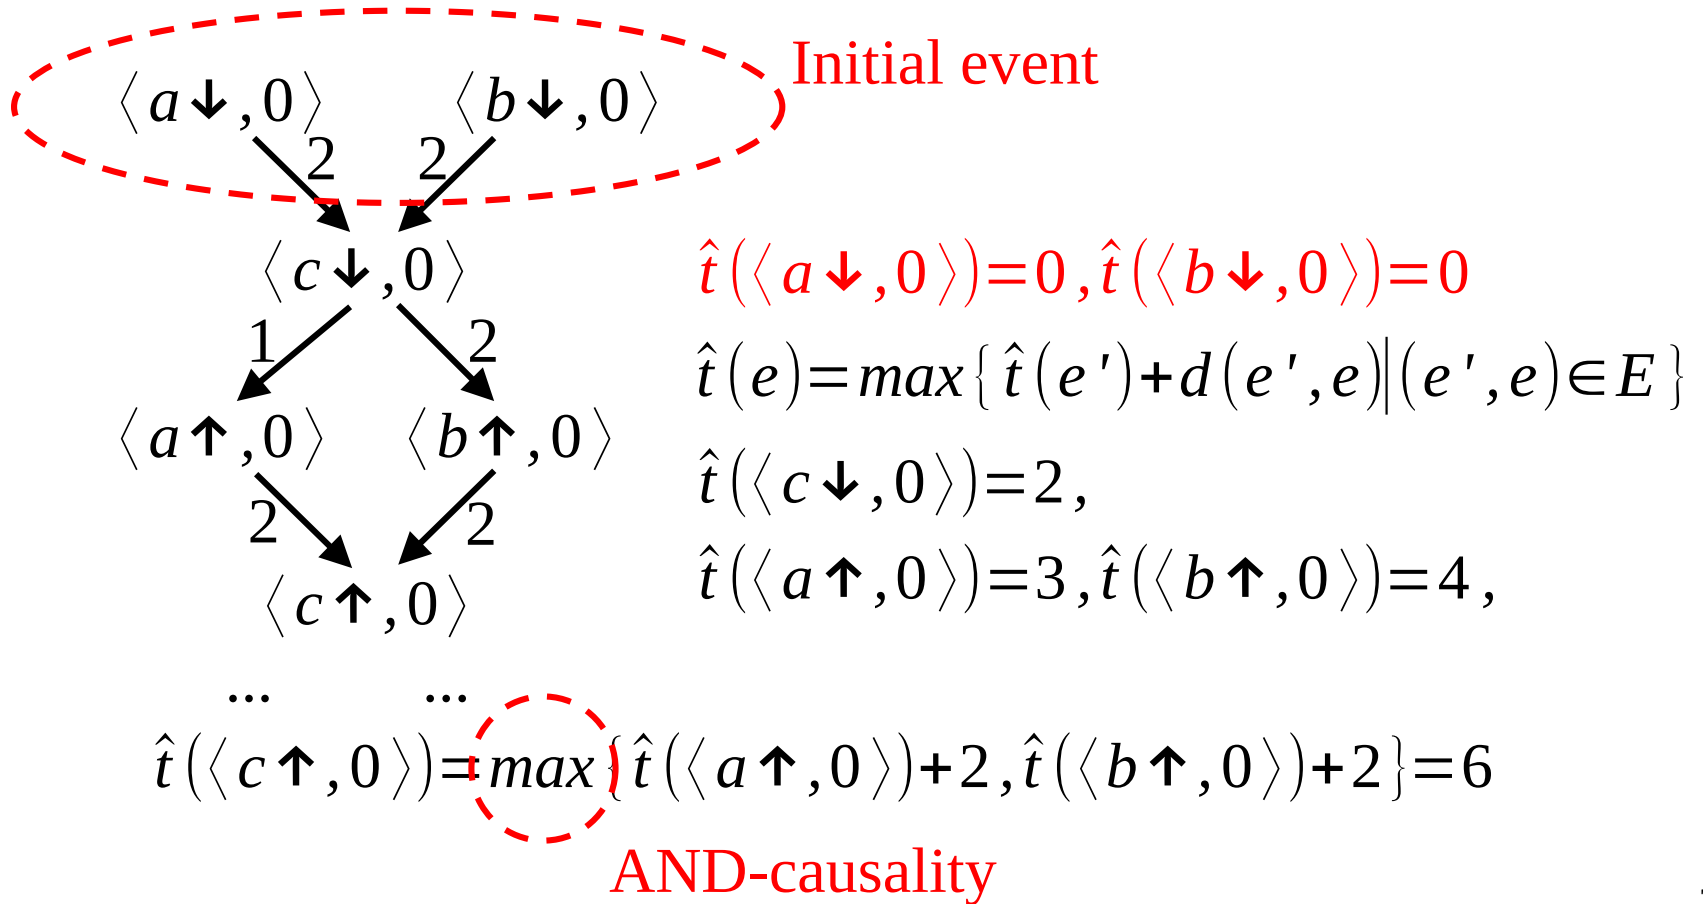 Initial event
⟨a↓,0⟩ ⟨b↓,0⟩
2 2
⟨c↓,0⟩
t̂(⟨a↓,0⟩)=0,t̂(⟨b↓,0⟩)=0
1 2
t̂(e)=max{t̂(e')+d(e',e)|(e',e)∈E}
⟨a↑,0⟩ ⟨b↑,0⟩
t̂(⟨c↓,0⟩)=2,
2 2
t̂(⟨a↑,0⟩)=3,t̂(⟨b↑,0⟩)=4,
⟨c↑,0⟩
... ...
t̂(⟨c↑,0⟩)=max{t̂(⟨a↑,0⟩)+2,t̂(⟨b↑,0⟩)+2}=6
AND-causality